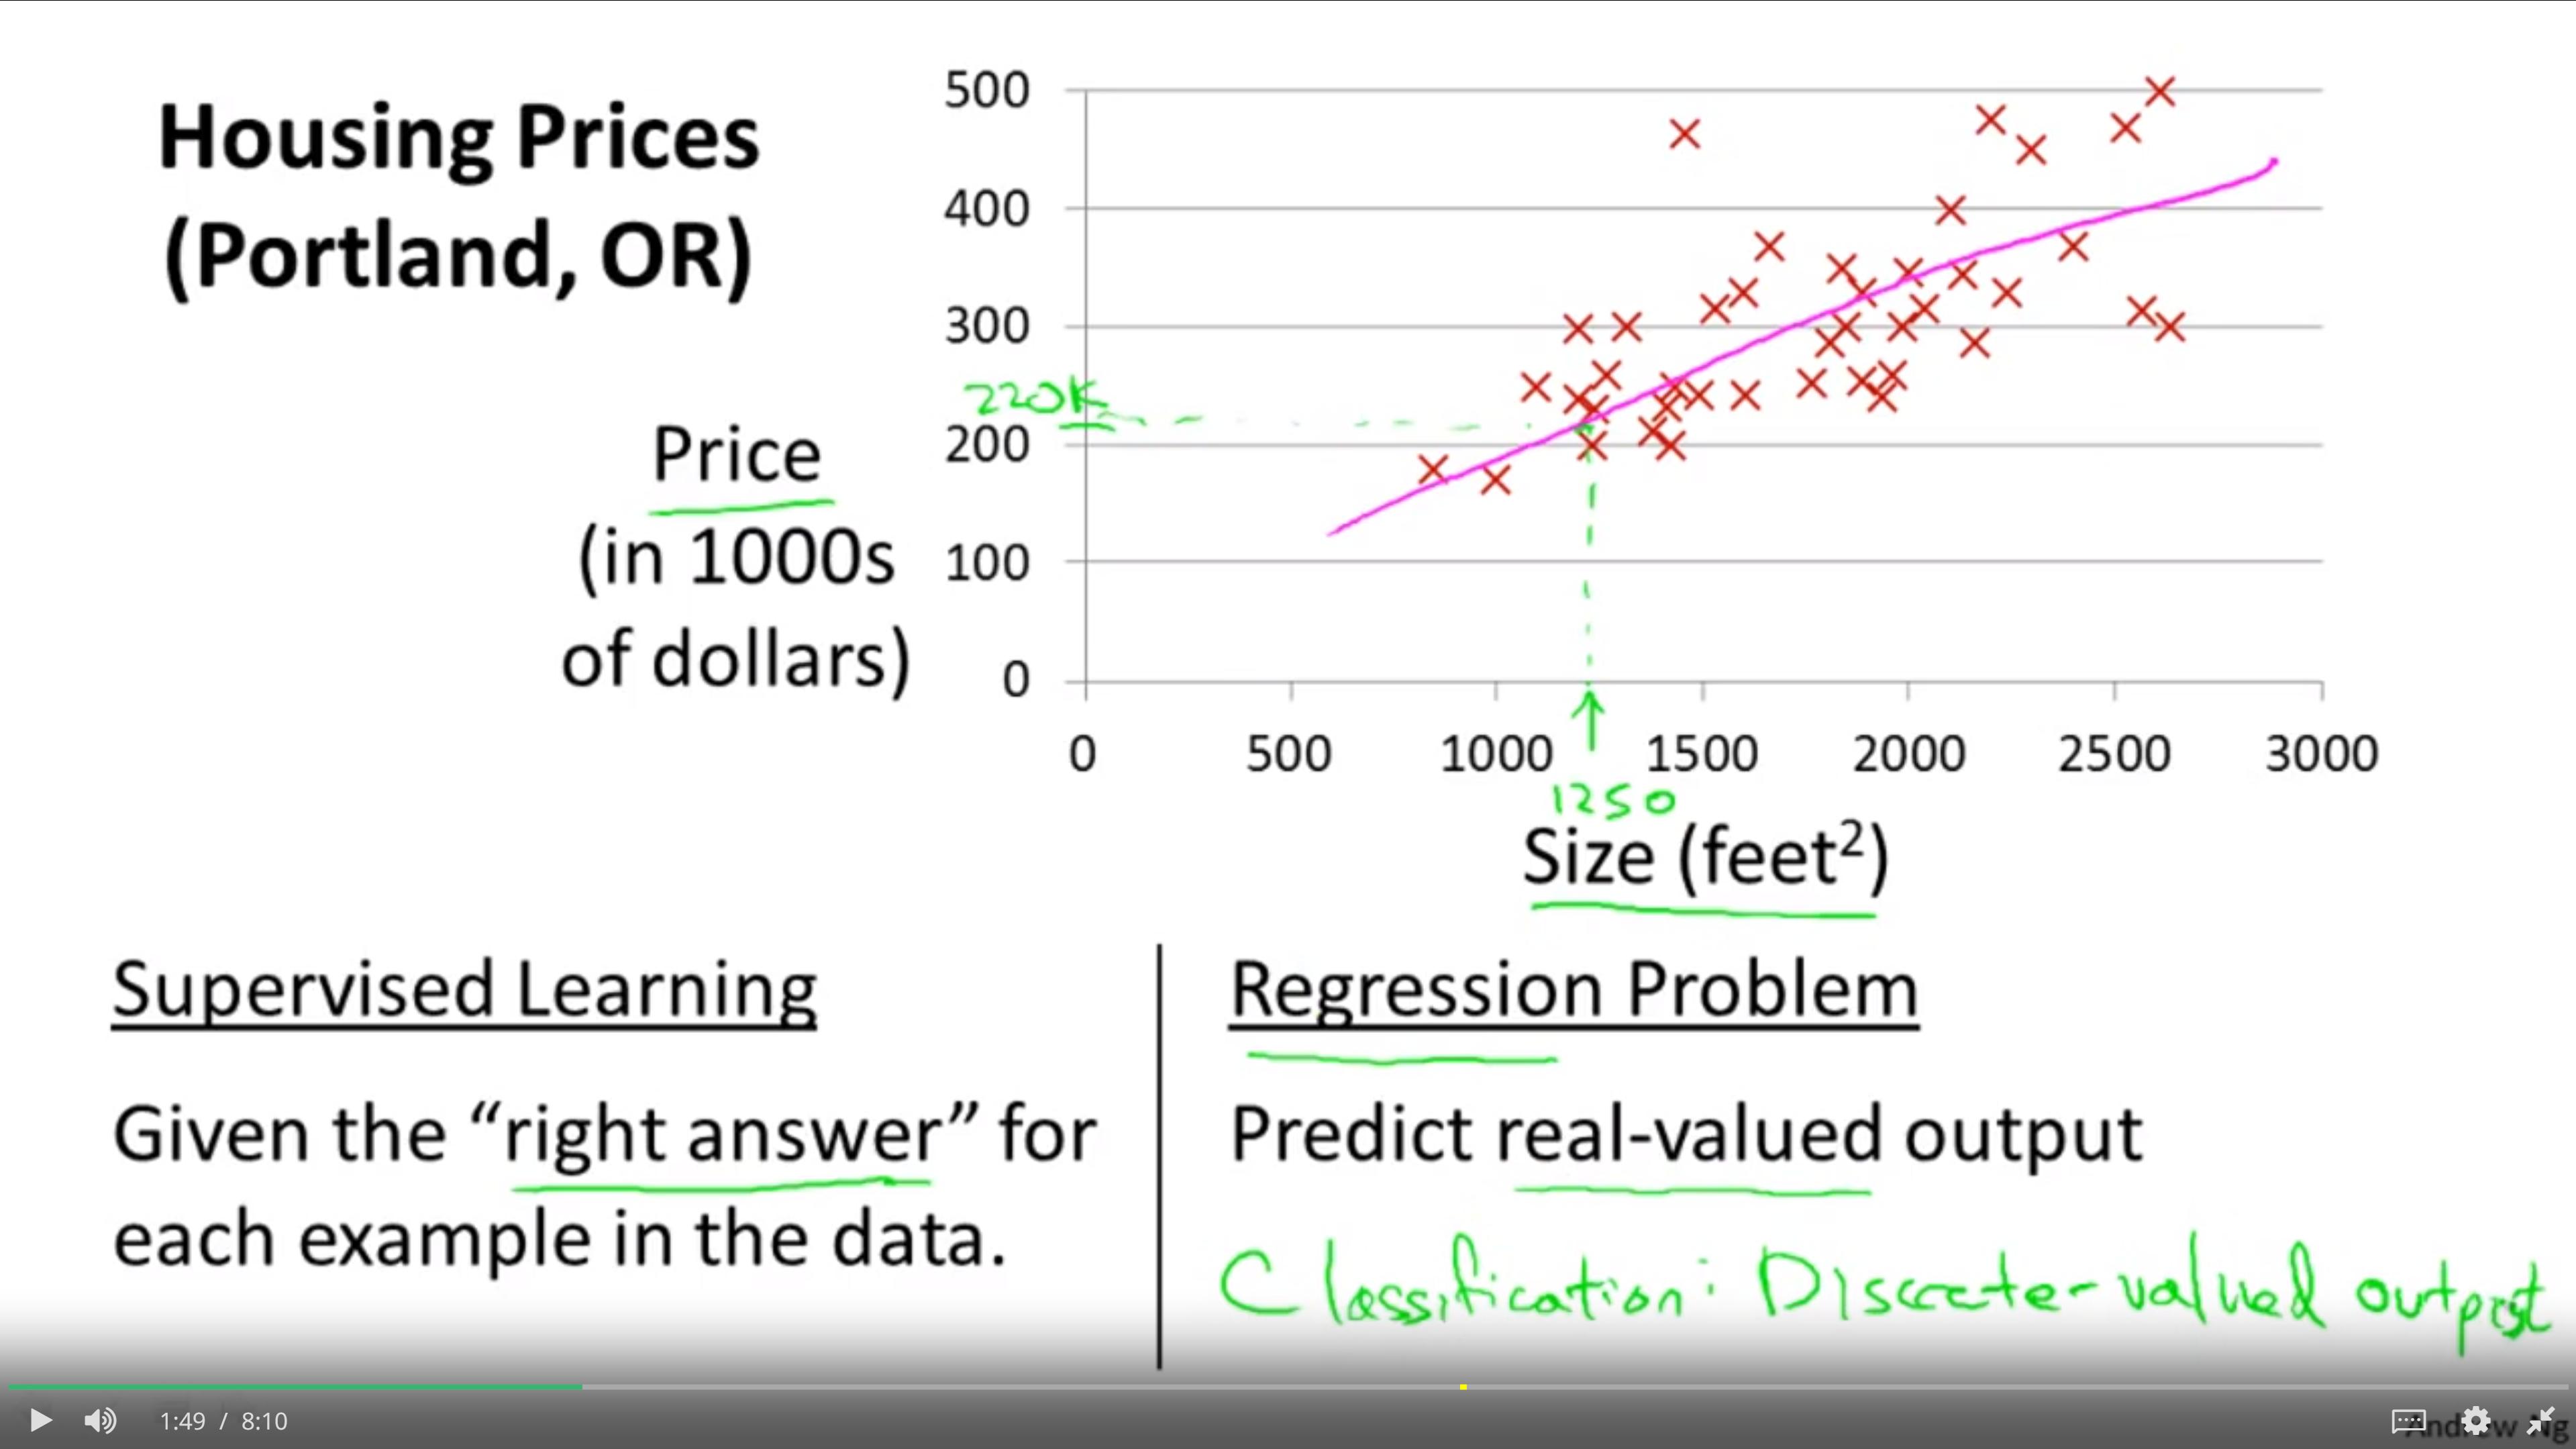 Housing Prices
(Portland, OR)
500
400
300
220K
200
100
0
Price
(in 1000s
of dollars)
0 500 1000 1500 2000 2500 3000
1250
Size (feet²)
Supervised Learning
Given the “right answer” for
each example in the data.
Regression Problem
Predict real-valued output
Classification: Discrete-valued output
1:49 / 8:10
Andrew Ng